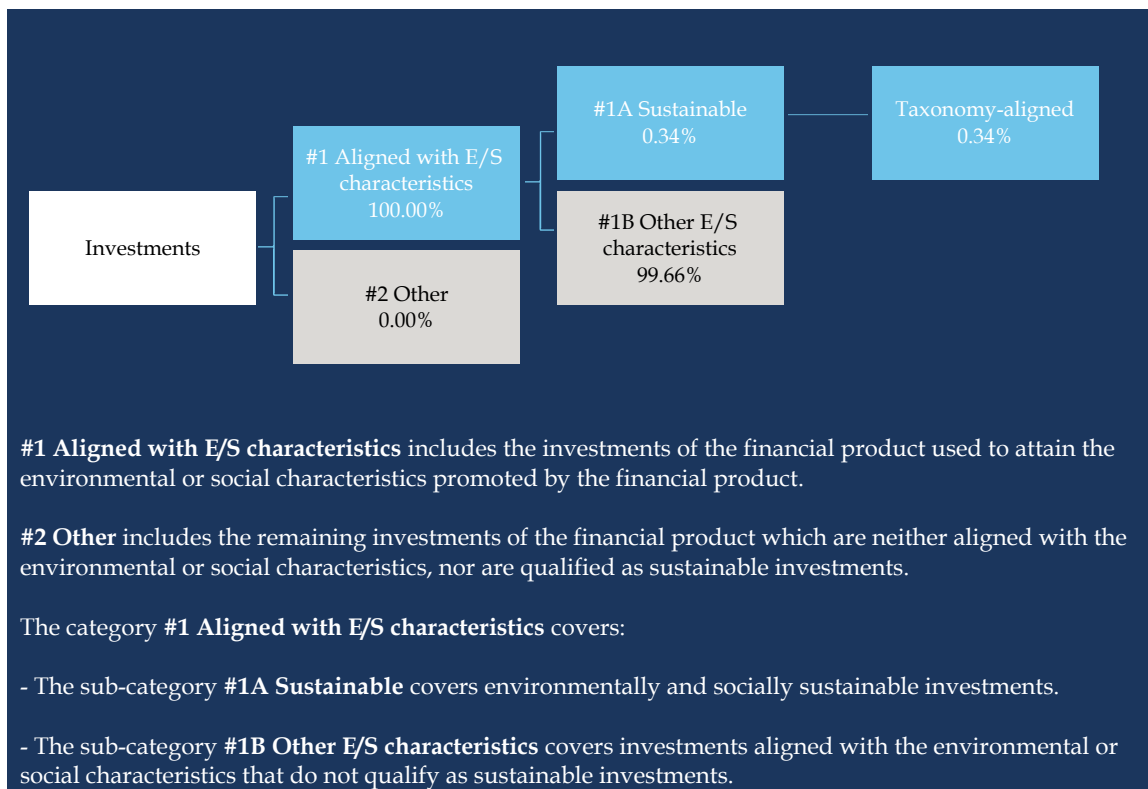 #1A Sustainable
0.34%
Taxonomy-aligned
0.34%
#1 Aligned with E/S
characteristics
100.00%
Investments
#1B Other E/S
characteristics
99.66%
#2 Other
0.00%
#1 Aligned with E/S characteristics includes the investments of the financial product used to attain the
environmental or social characteristics promoted by the financial product.
#2 Other includes the remaining investments of the financial product which are neither aligned with the
environmental or social characteristics, nor are qualified as sustainable investments.
The category #1 Aligned with E/S characteristics covers:
- The sub-category #1A Sustainable covers environmentally and socially sustainable investments.
- The sub-category #1B Other E/S characteristics covers investments aligned with the environmental or
social characteristics that do not qualify as sustainable investments.